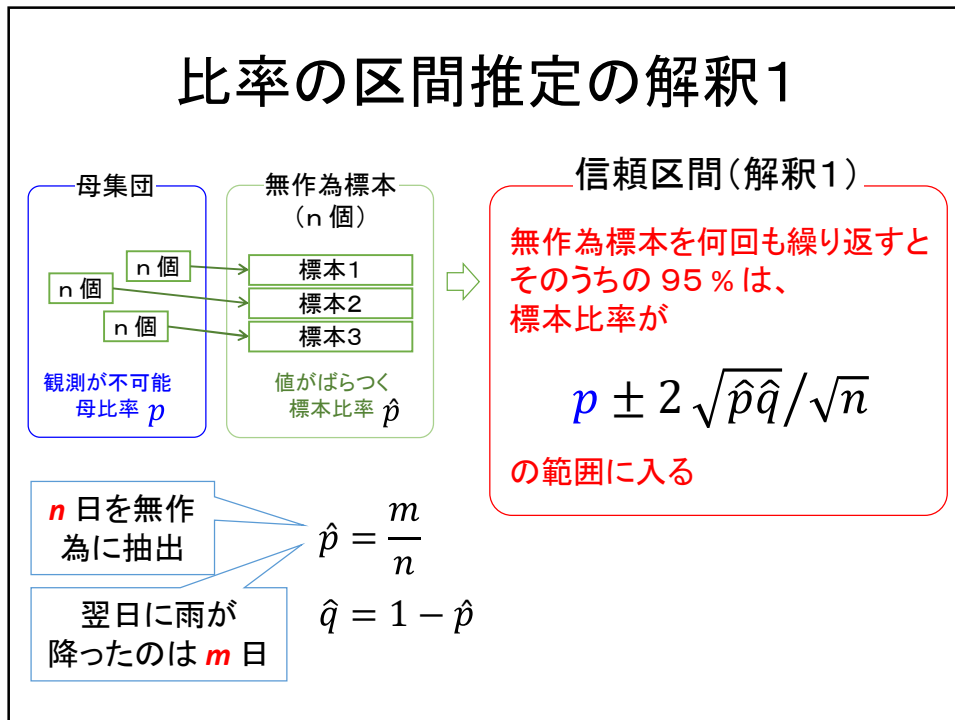 比率の区間推定の解釈1
母集団
n 個
n 個
n 個
観測が不可能
母比率 p
無作為標本
(n 個)
標本1
標本2
標本3
値がばらつく
標本比率 p̂
信頼区間(解釈1)
無作為標本を何回も繰り返すと
そのうちの 95 % は、
標本比率が
p ± 2 √p̂q̂/√n
の範囲に入る
n 日を無作
為に抽出
翌日に雨が
降ったのは m 日
p̂ = m/n
q̂ = 1 − p̂